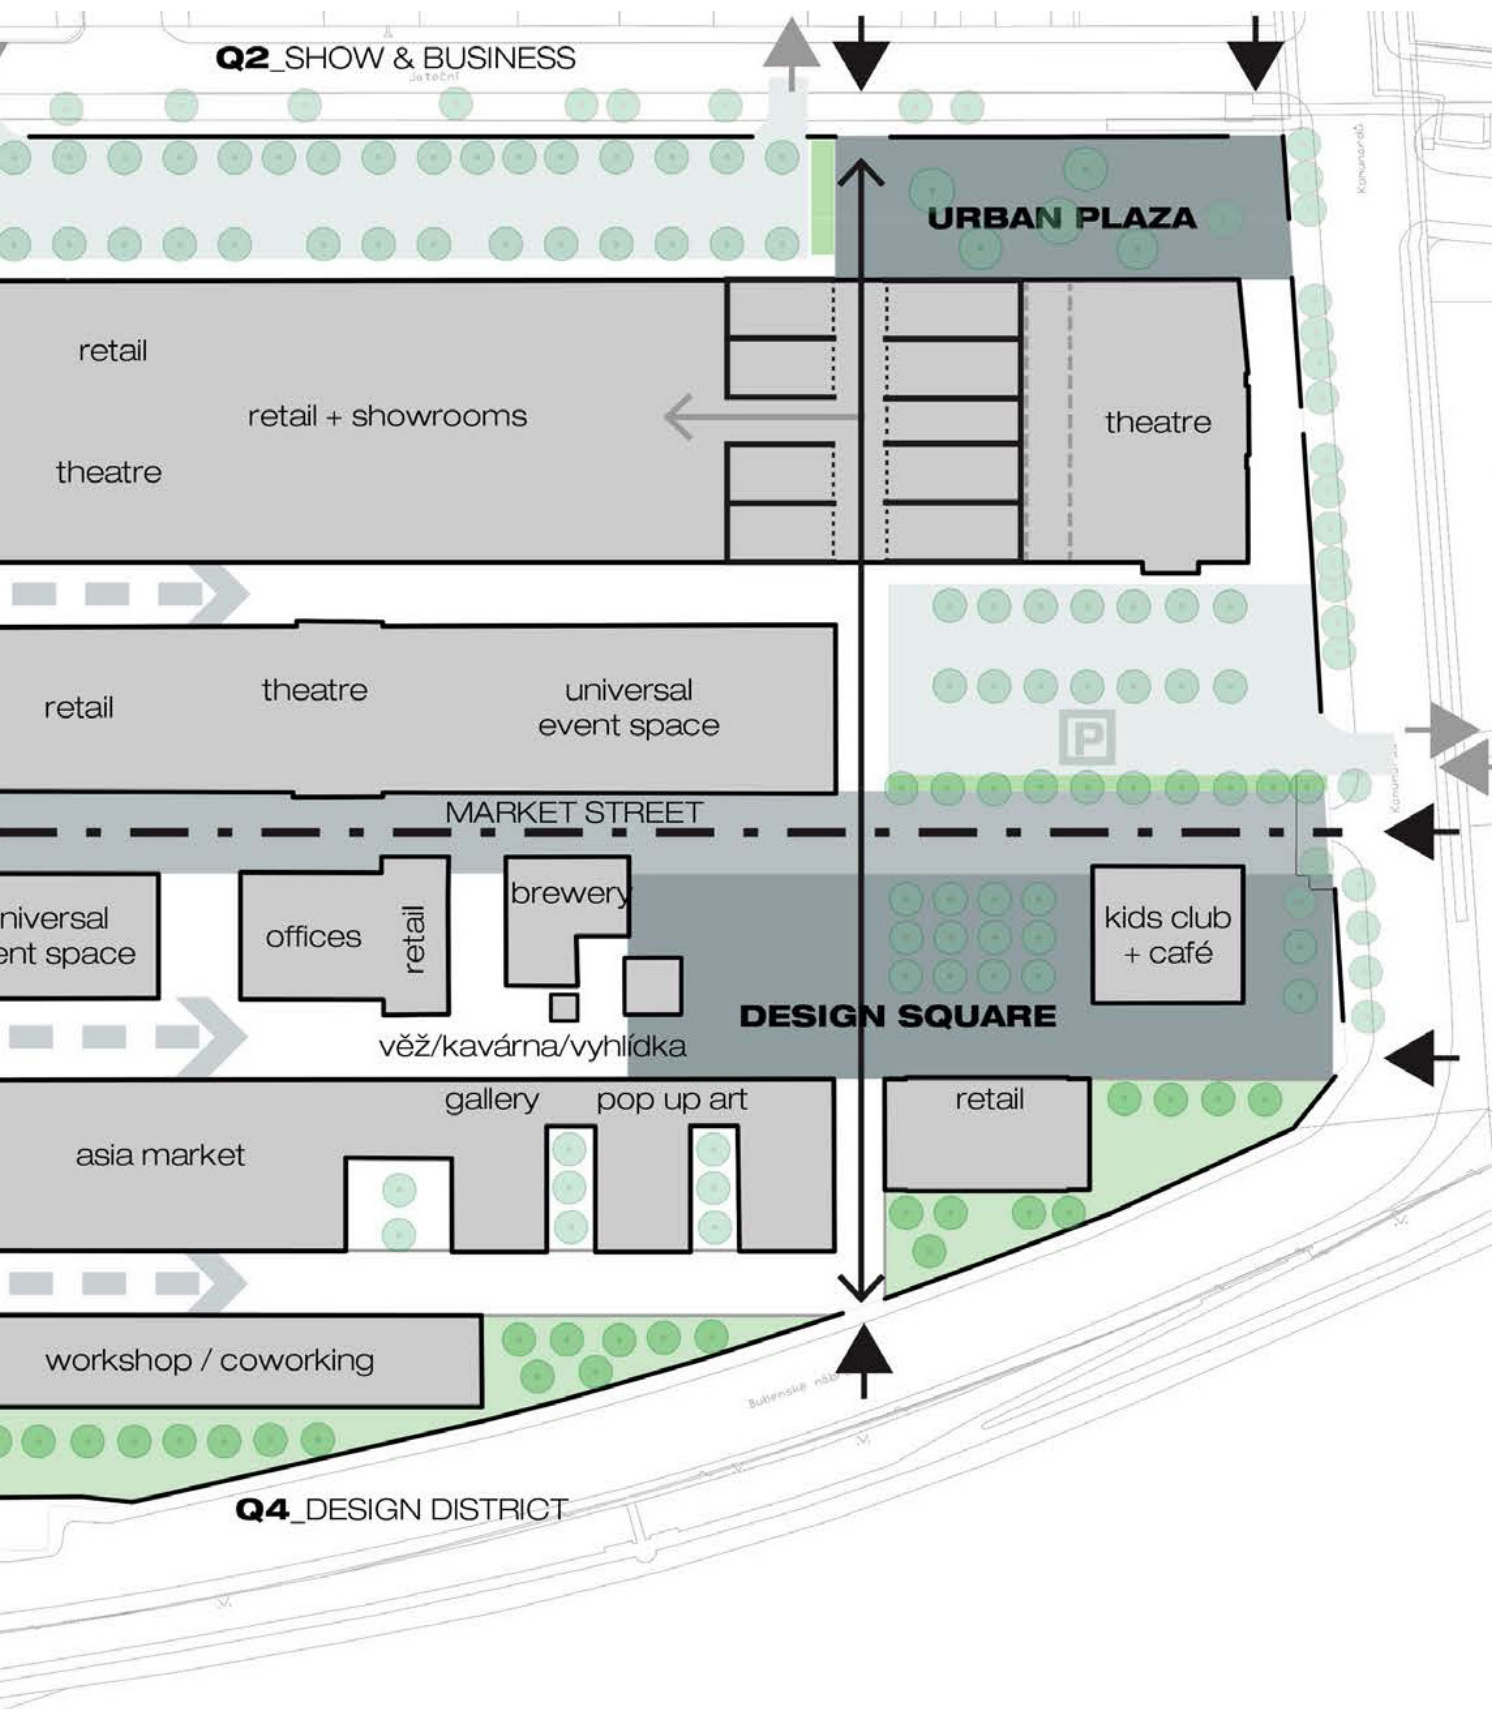 Q2_SHOW & BUSINESS
Jateční
Komunardů
URBAN PLAZA
retail
retail + showrooms
theatre
theatre
retail
theatre
universal
event space
P
MARKET STREET
niversal
ent space
offices
retail
brewery
kids club
+ café
DESIGN SQUARE
věž/kavárna/vyhlídka
gallery
pop up art
retail
asia market
workshop / coworking
Q4_DESIGN DISTRICT